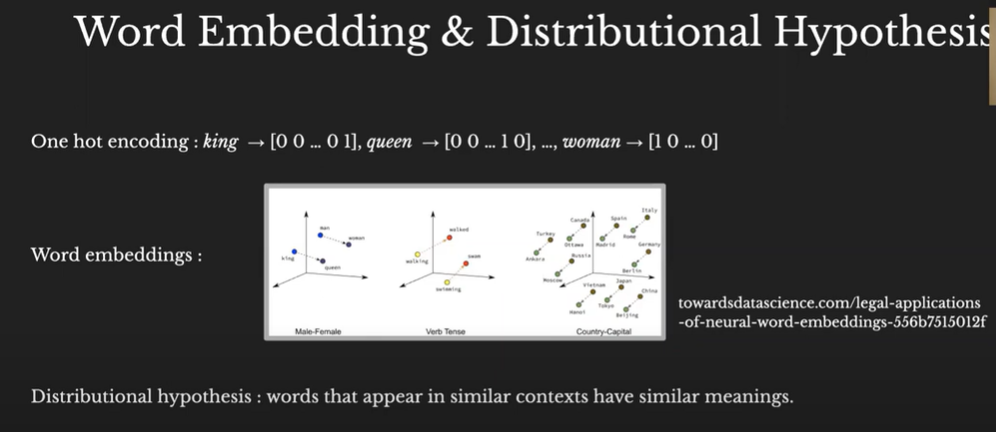 Word Embedding & Distributional Hypothesis
One hot encoding : king → [0 0 ... 0 1], queen → [0 0 ... 1 0], ..., woman → [1 0 ... 0]
Word embeddings :
man
woman
king
queen
Male-Female
walked
walking
swam
swimming
Verb Tense
Italy
Canada
Spain
Turkey
Rome
Ottawa
Madrid
Germany
Ankara
Russia
Berlin
Moscow
Vietnam
Japan
China
Tokyo
Hanoi
Beijing
Country-Capital
towardsdatascience.com/legal-applications
-of-neural-word-embeddings-556b7515012f
Distributional hypothesis : words that appear in similar contexts have similar meanings.